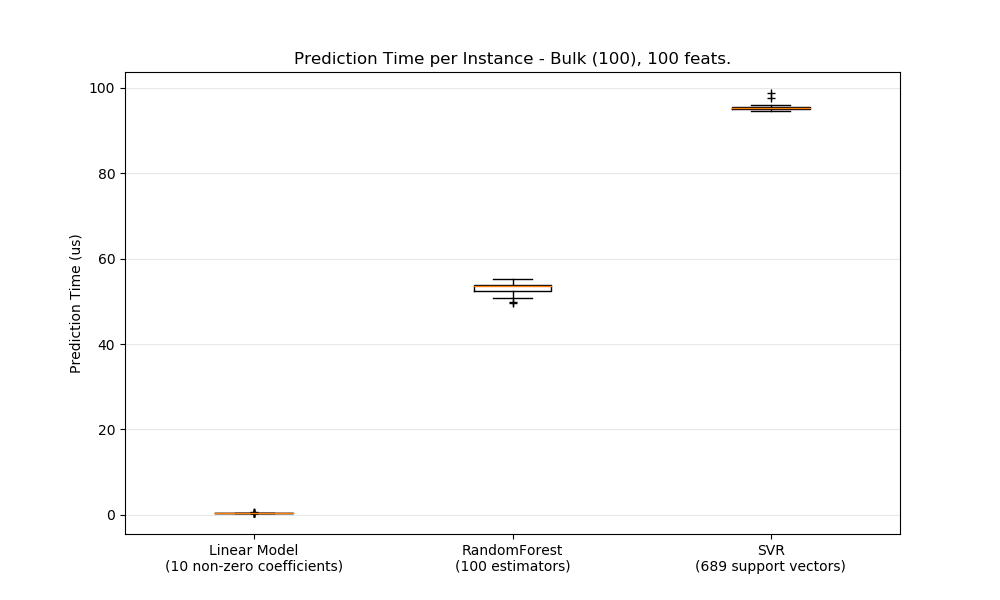 Prediction Time per Instance - Bulk (100), 100 feats.
Prediction Time (us)
100
80
60
40
20
0
Linear Model
(10 non-zero coefficients)
RandomForest
(100 estimators)
SVR
(689 support vectors)